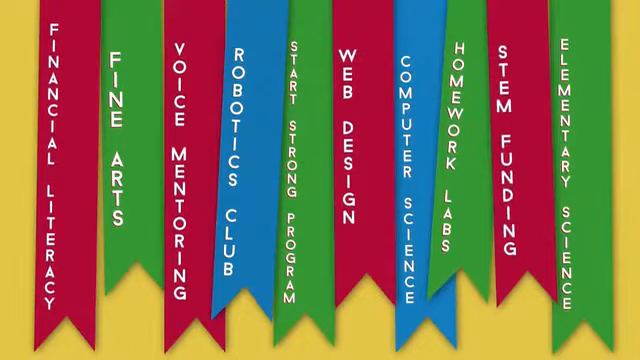 FINANCIAL LITERACY
FINE ARTS
VOICE MENTORING
ROBOTICS CLUB
START STRONG PROGRAM
WEB DESIGN
COMPUTER SCIENCE
HOMEWORK LABS
STEM FUNDING
ELEMENTARY SCIENCE